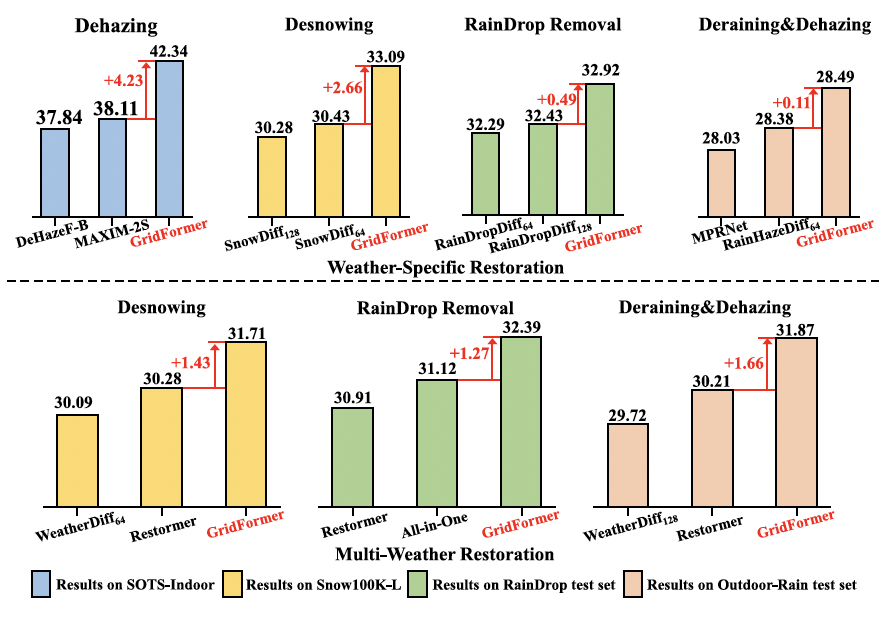 Dehazing
Desnowing
RainDrop Removal
Deraining&Dehazing
37.84
38.11
42.34
+4.23
DeHazeF-B
MAXIM-2S
GridFormer
30.28
30.43
33.09
+2.66
SnowDiff128
SnowDiff64
GridFormer
32.29
32.43
32.92
+0.49
RainDropDiff64
RainDropDiff128
GridFormer
28.03
28.38
28.49
+0.11
MPRNet
RainHazeDiff64
GridFormer
Weather-Specific Restoration
Desnowing
RainDrop Removal
Deraining&Dehazing
30.09
30.28
31.71
+1.43
WeatherDiff64
Restormer
GridFormer
30.91
31.12
32.39
+1.27
Restormer
All-in-One
GridFormer
29.72
30.21
31.87
+1.66
WeatherDiff128
Restormer
GridFormer
Multi-Weather Restoration
Results on SOTS-Indoor
Results on Snow100K-L
Results on RainDrop test set
Results on Outdoor-Rain test set